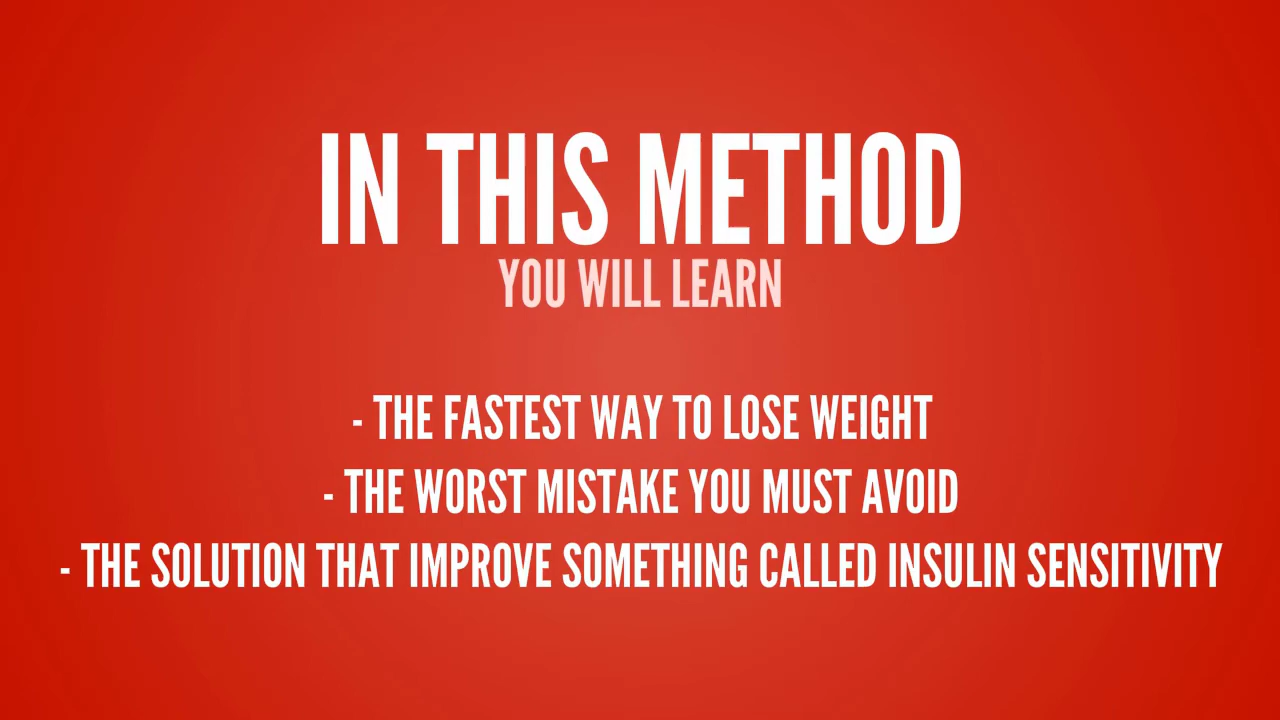 IN THIS METHOD
YOU WILL LEARN
- THE FASTEST WAY TO LOSE WEIGHT
- THE WORST MISTAKE YOU MUST AVOID
- THE SOLUTION THAT IMPROVE SOMETHING CALLED INSULIN SENSITIVITY